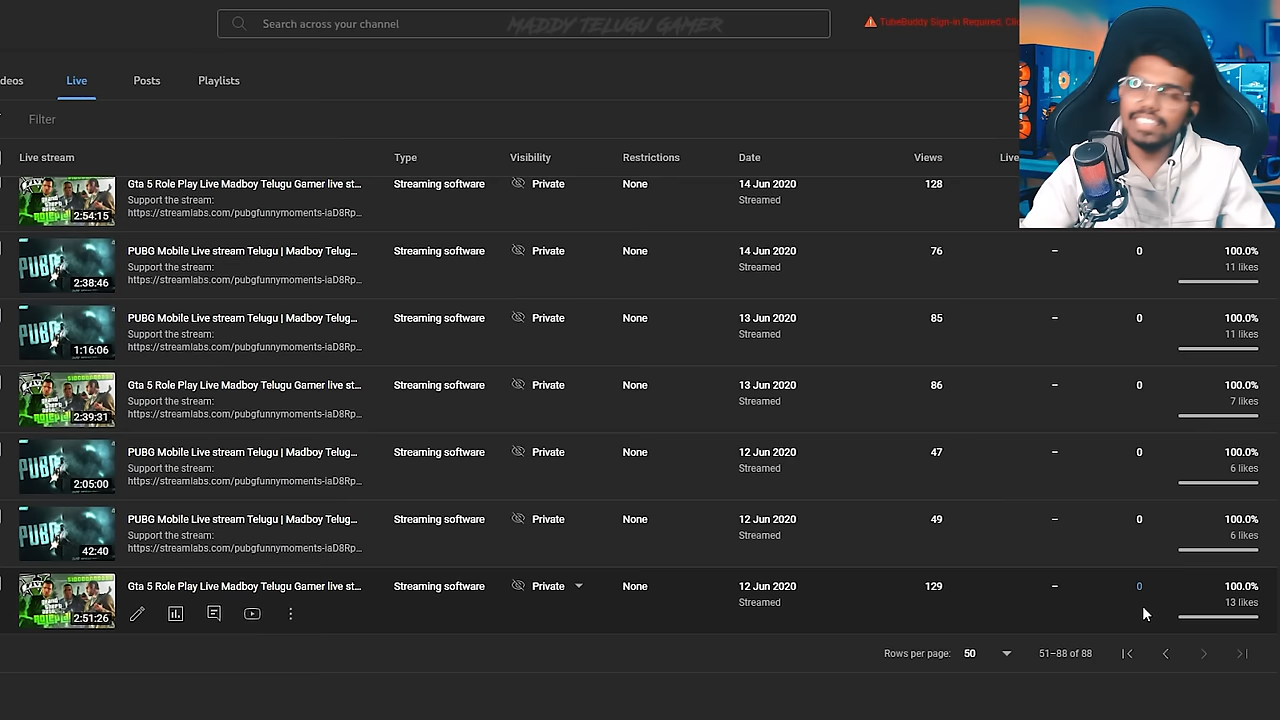 Search across your channel
MADDY TELUGU GAMER
TubeBuddy Sign-in Required.
deos
Live
Posts
Playlists
Filter
Live stream
Type
Visibility
Restrictions
Date
Views
Live
Gta 5 Role Play Live Madboy Telugu Gamer live st...
Support the stream:
https://streamlabs.com/pubgfunnymoments-iaD8Rp...
2:54:15
Streaming software
Private
None
14 Jun 2020
Streamed
128
PUBG Mobile Live stream Telugu | Madboy Telug...
Support the stream:
https://streamlabs.com/pubgfunnymoments-iaD8Rp...
PUBG
2:38:46
Streaming software
Private
None
14 Jun 2020
Streamed
76
–
0
100.0%
11 likes
PUBG Mobile Live stream Telugu | Madboy Telug...
Support the stream:
https://streamlabs.com/pubgfunnymoments-iaD8Rp...
PUBG
1:16:06
Streaming software
Private
None
13 Jun 2020
Streamed
85
–
0
100.0%
11 likes
Gta 5 Role Play Live Madboy Telugu Gamer live st...
Support the stream:
https://streamlabs.com/pubgfunnymoments-iaD8Rp...
2:39:31
Streaming software
Private
None
13 Jun 2020
Streamed
86
–
0
100.0%
7 likes
PUBG Mobile Live stream Telugu | Madboy Telug...
Support the stream:
https://streamlabs.com/pubgfunnymoments-iaD8Rp...
PUBG
2:05:00
Streaming software
Private
None
12 Jun 2020
Streamed
47
–
0
100.0%
6 likes
PUBG Mobile Live stream Telugu | Madboy Telug...
Support the stream:
https://streamlabs.com/pubgfunnymoments-iaD8Rp...
PUBG
42:40
Streaming software
Private
None
12 Jun 2020
Streamed
49
–
0
100.0%
6 likes
Gta 5 Role Play Live Madboy Telugu Gamer live st...
2:51:26
Streaming software
Private
None
12 Jun 2020
Streamed
129
–
0
100.0%
13 likes
Rows per page:
50
51–88 of 88